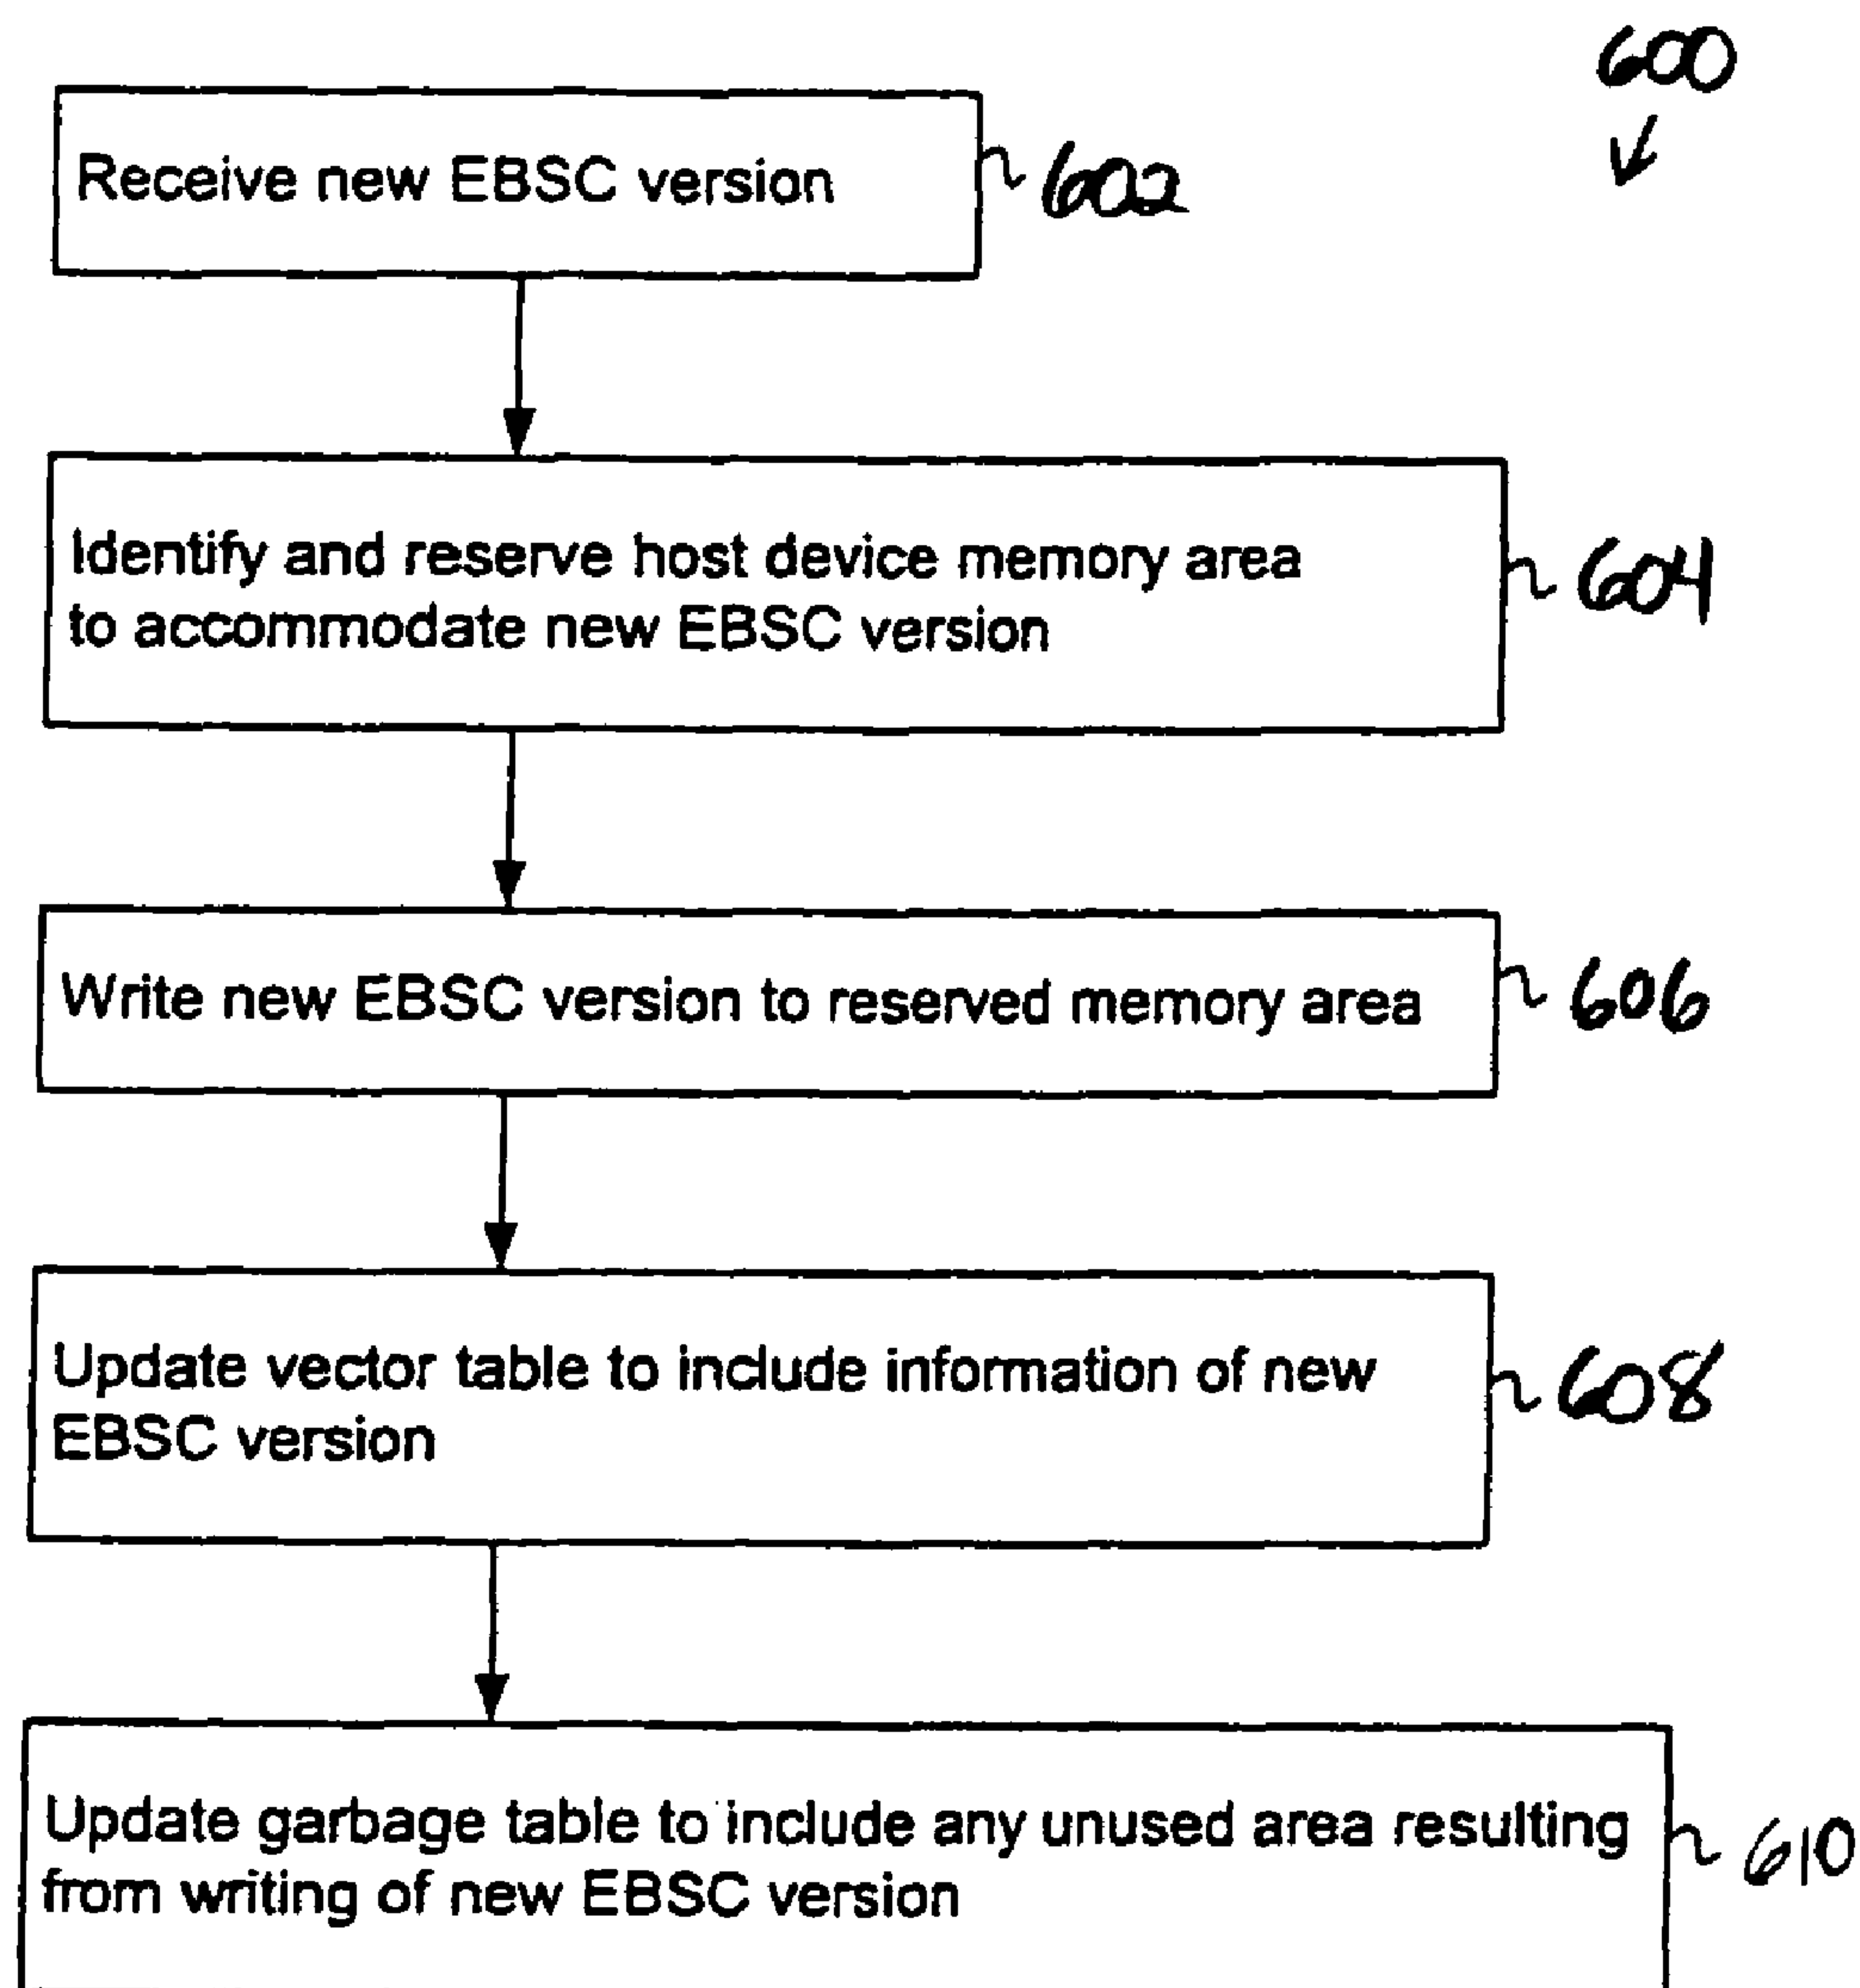 600
Receive new EBSC version
602
Identify and reserve host device memory area
to accommodate new EBSC version
604
Write new EBSC version to reserved memory area
606
Update vector table to include information of new
EBSC version
608
Update garbage table to include any unused area resulting
from writing of new EBSC version
610